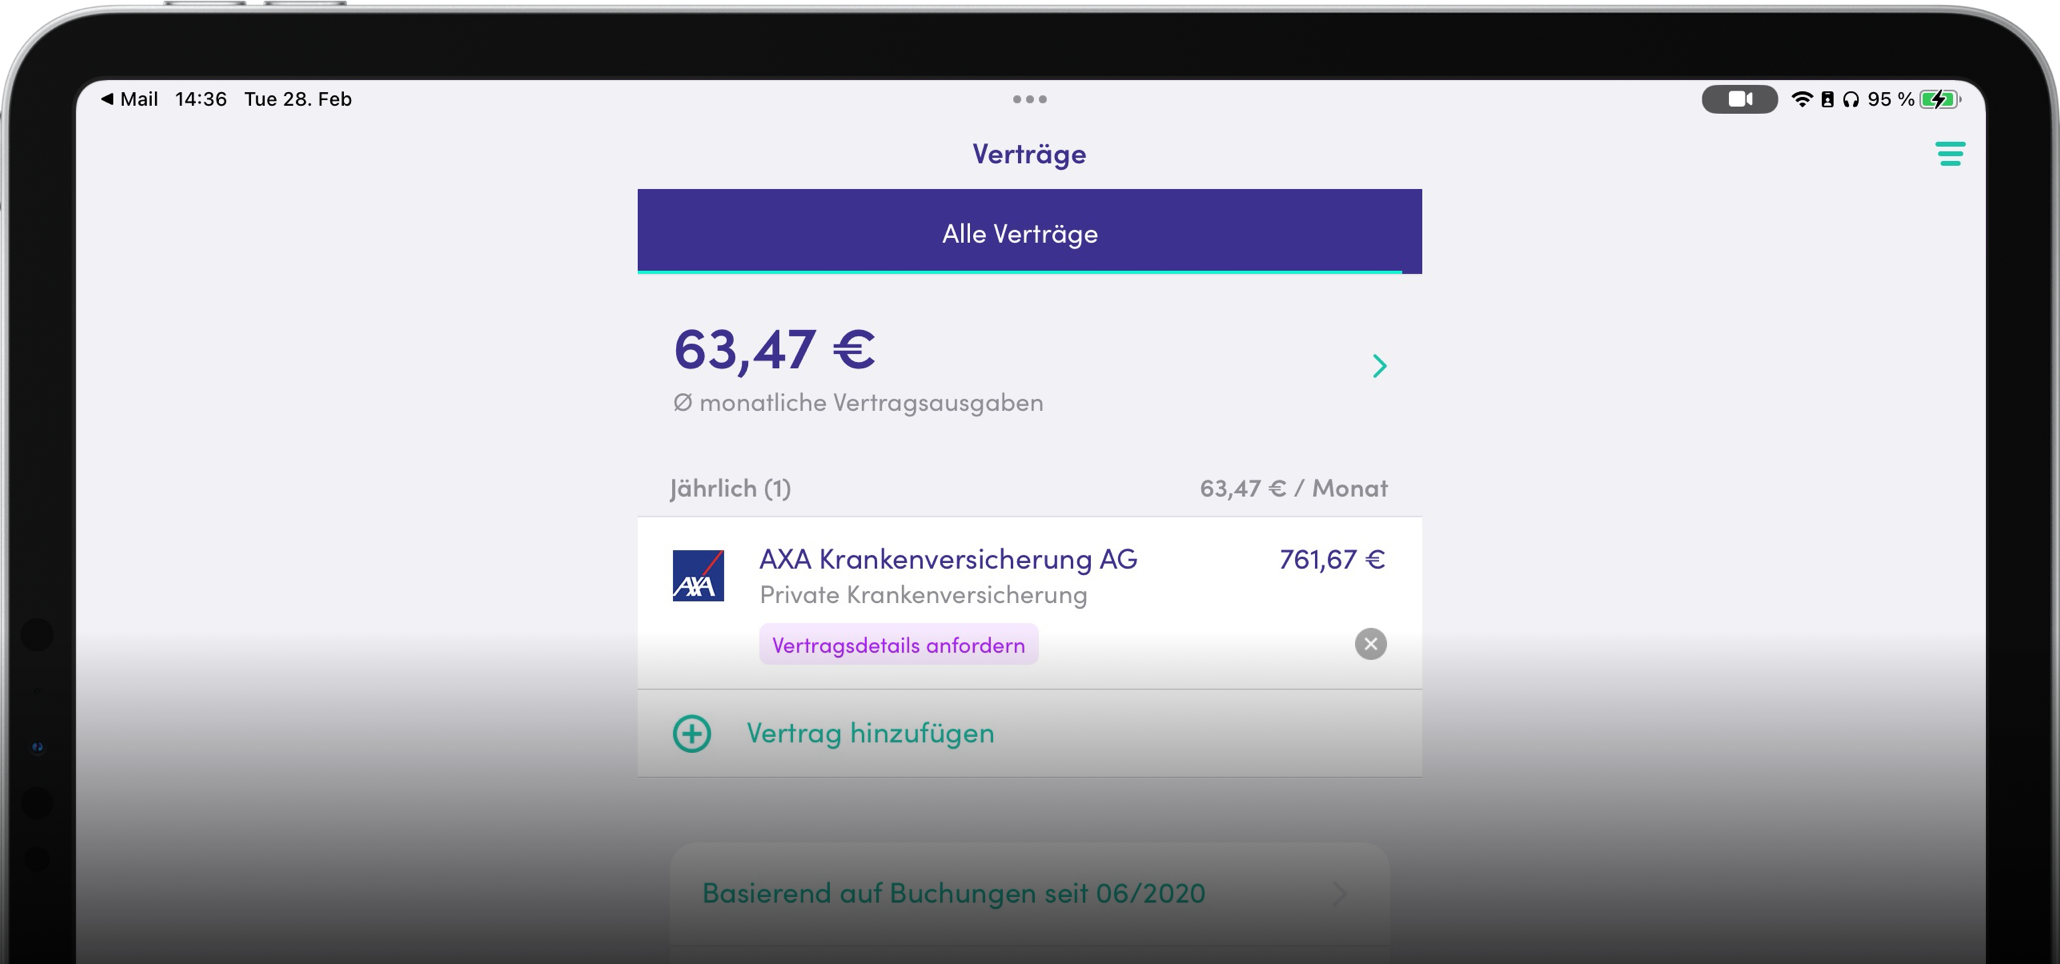 ◀ Mail 14:36 Tue 28. Feb
95 %
Verträge
Alle Verträge
63,47 €
Ø monatliche Vertragsausgaben
Jährlich (1) 63,47 € / Monat
AXA
AXA Krankenversicherung AG 761,67 €
Private Krankenversicherung
Vertragsdetails anfordern
Vertrag hinzufügen
Basierend auf Buchungen seit 06/2020